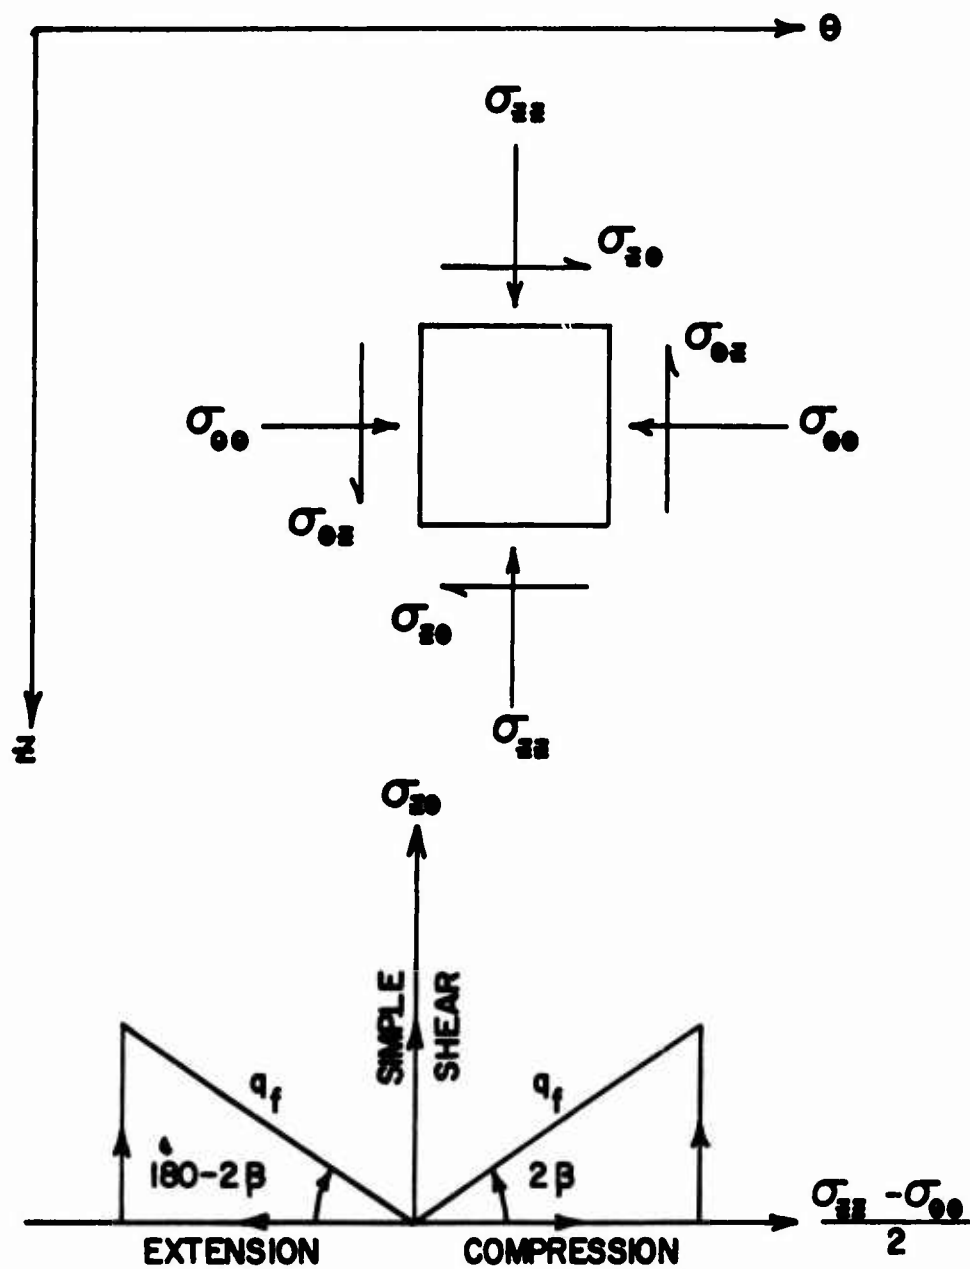 θ
σzz
σzθ
σθz
σθθ
σθθ
σθz
σzθ
σzz
z
σzθ
SIMPLE
SHEAR
qf
qf
180-2β
2β
σzz - σθθ
2
EXTENSION
COMPRESSION